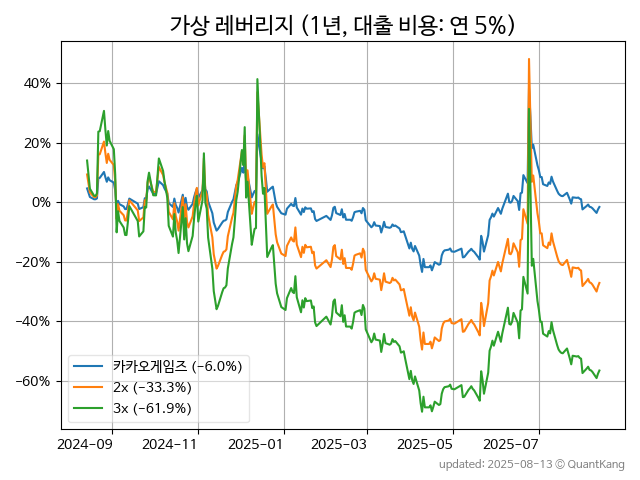 가상 레버리지 (1년, 대출 비용: 연 5%)
40%
20%
0%
−20%
−40%
−60%
카카오게임즈 (−6.0%)
2x (−33.3%)
3x (−61.9%)
2024-09 2024-11 2025-01 2025-03 2025-05 2025-07
updated: 2025-08-13 ⓒ QuantKang